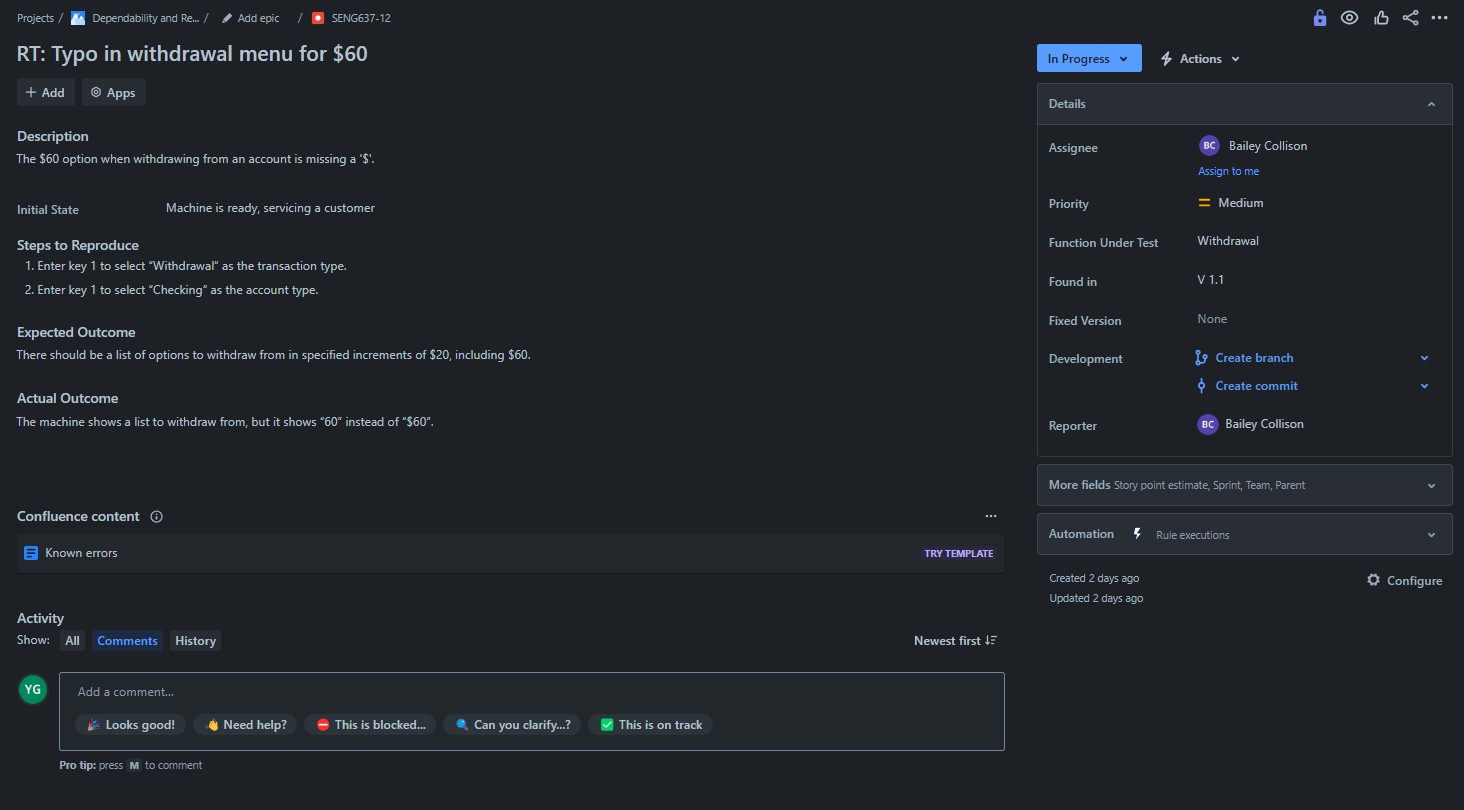 Projects / Dependability and Re... / Add epic / SENG637-12
RT: Typo in withdrawal menu for $60
Add Apps
Description
The $60 option when withdrawing from an account is missing a '$'.
Initial State Machine is ready, servicing a customer
Steps to Reproduce
1. Enter key 1 to select “Withdrawal” as the transaction type.
2. Enter key 1 to select “Checking” as the account type.
Expected Outcome
There should be a list of options to withdraw from in specified increments of $20, including $60.
Actual Outcome
The machine shows a list to withdraw from, but it shows “60” instead of “$60”.
Confluence content
Known errors TRY TEMPLATE
Activity
Show: All Comments History Newest first
YG Add a comment...
Looks good! Need help? This is blocked... Can you clarify...? This is on track
Pro tip: press M to comment
In Progress Actions
Details
Assignee BC Bailey Collison
Assign to me
Priority Medium
Function Under Test Withdrawal
Found in V 1.1
Fixed Version None
Development Create branch
Create commit
Reporter BC Bailey Collison
More fields Story point estimate, Sprint, Team, Parent
Automation Rule executions
Created 2 days ago Configure
Updated 2 days ago